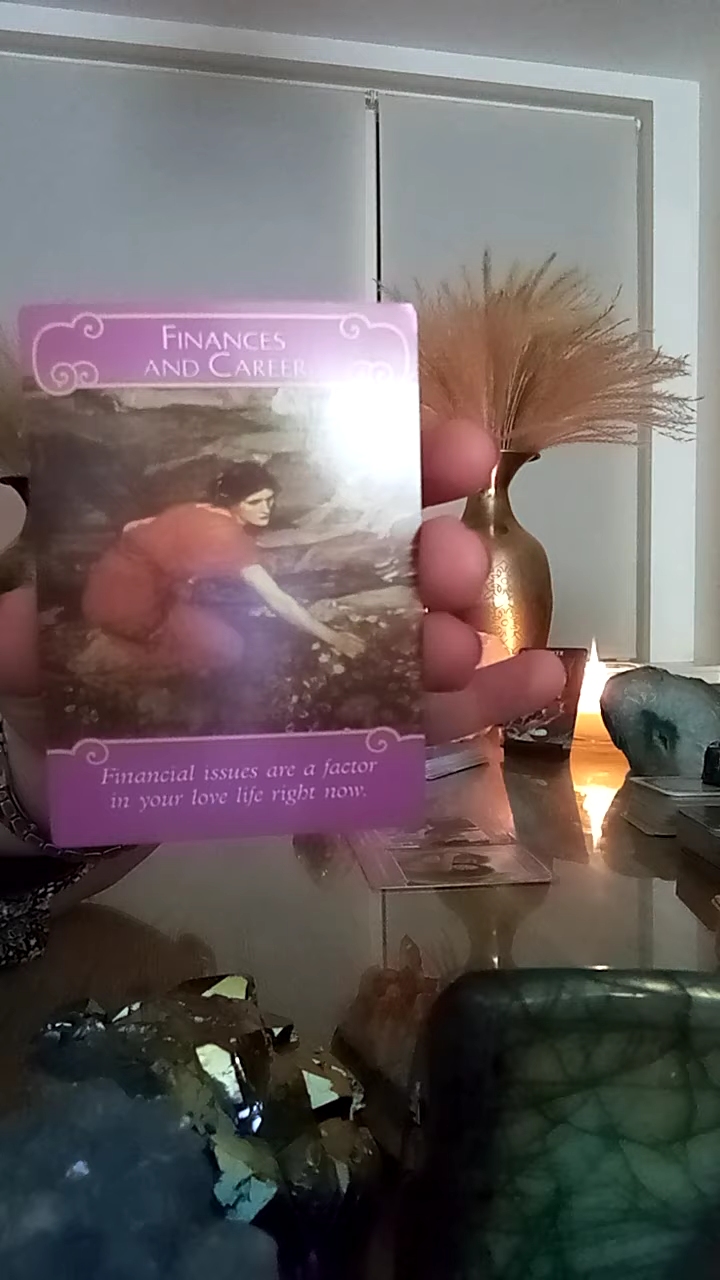 FINANCES
AND CAREER
Financial issues are a factor
in your love life right now.